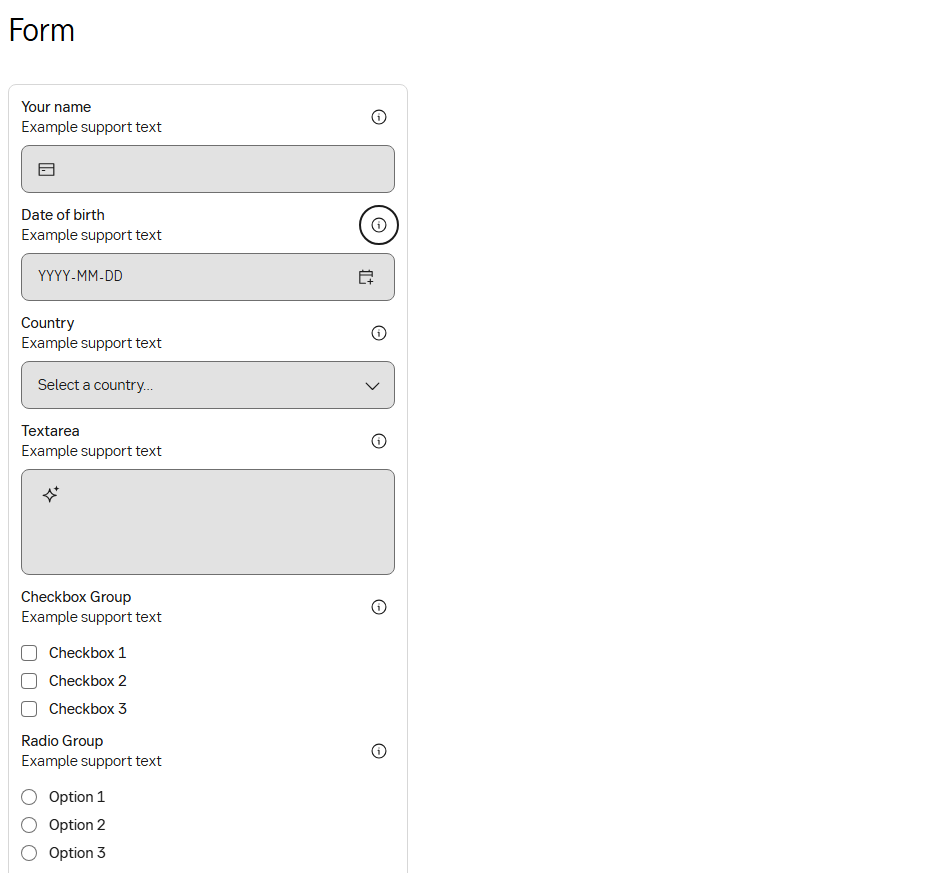 Form
Your name
Example support text
Date of birth
Example support text
YYYY-MM-DD
Country
Example support text
Select a country...
Textarea
Example support text
Checkbox Group
Example support text
Checkbox 1
Checkbox 2
Checkbox 3
Radio Group
Example support text
Option 1
Option 2
Option 3